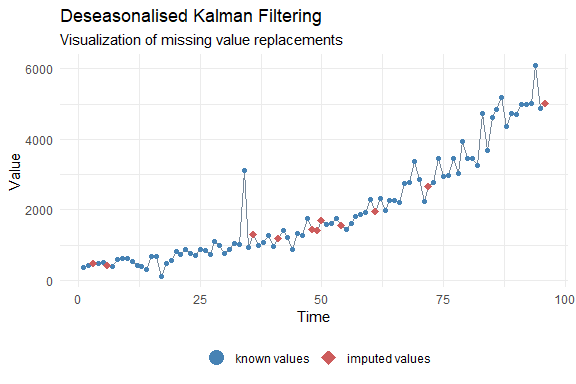 Deseasonalised Kalman Filtering
Visualization of missing value replacements
Value
6000
4000
2000
0
0 25 50 75 100
Time
known values imputed values